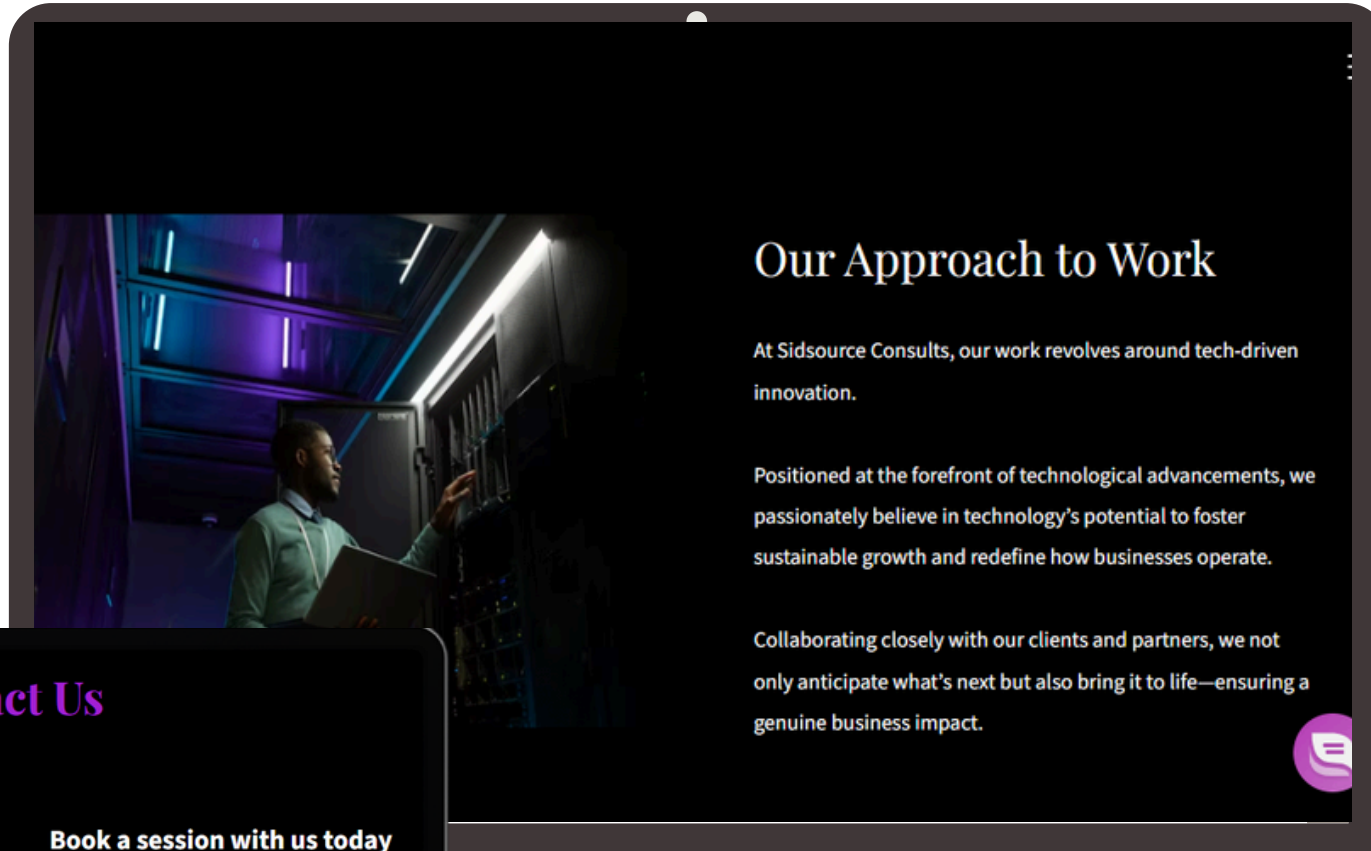 Our Approach to Work
At Sidsource Consults, our work revolves around tech-driven
innovation.
Positioned at the forefront of technological advancements, we
passionately believe in technology’s potential to foster
sustainable growth and redefine how businesses operate.
Collaborating closely with our clients and partners, we not
only anticipate what’s next but also bring it to life—ensuring a
genuine business impact.
act Us
Book a session with us today